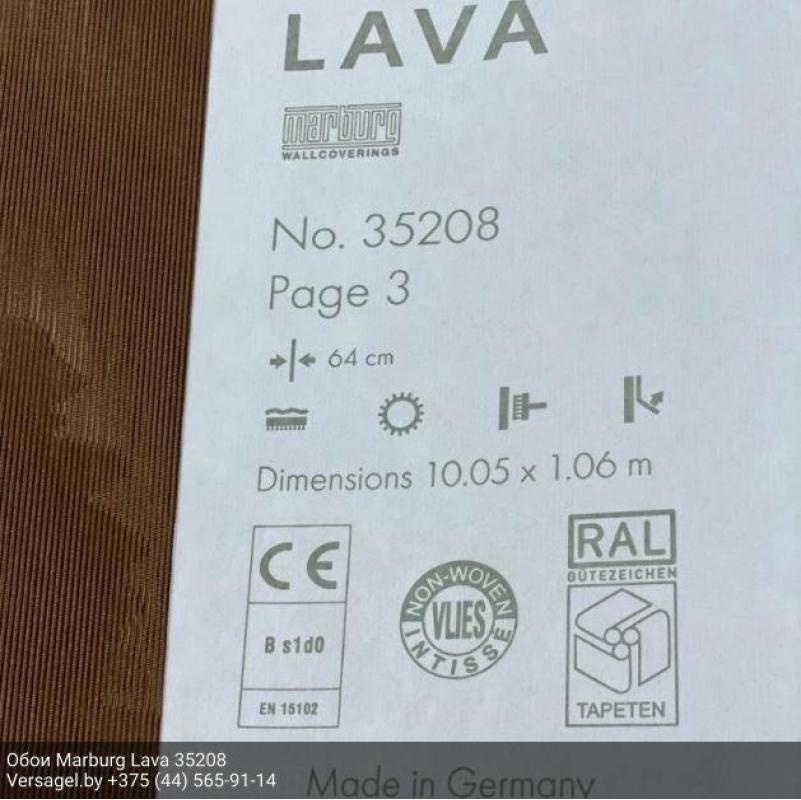 LAVA
marburg
WALLCOVERINGS
No. 35208
Page 3
64 cm
Dimensions 10.05 x 1.06 m
CE
B s1d0
EN 15102
NON-WOVEN
VLIES
INTISSÉ
RAL
GÜTEZEICHEN
TAPETEN
Made in Germany
Обои Marburg Lava 35208
Versagel.by +375 (44) 565-91-14